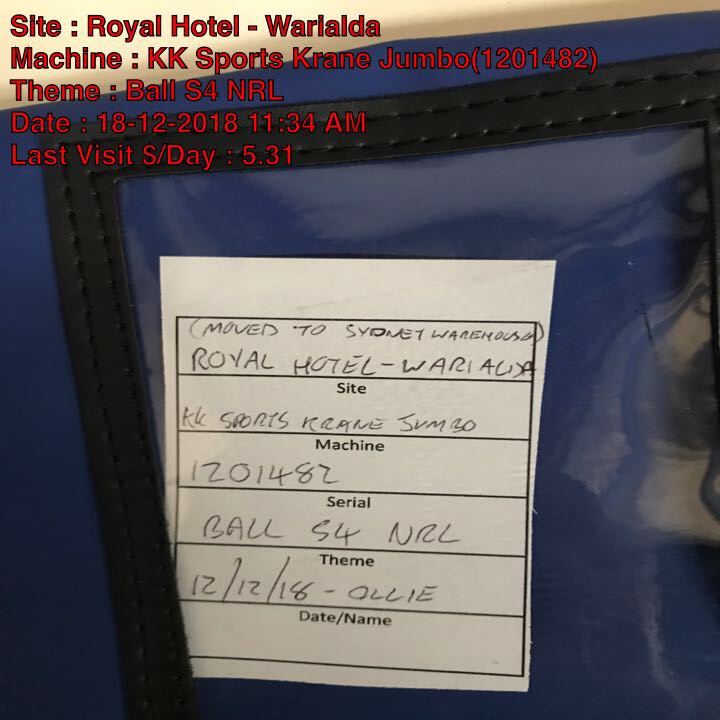 Site : Royal Hotel - Warialda
Machine : KK Sports Krane Jumbo(1201482)
Theme : Ball S4 NRL
Date : 18-12-2018 11:34 AM
Last Visit $/Day : 5.31
(MOVED TO SYDNEY WAREHOUSE)
ROYAL HOTEL-WARIALDA
Site
KK SPORTS KRANE JUMBO
Machine
1201482
Serial
BALL S4 NRL
Theme
12/12/18 - OLLIE
Date/Name